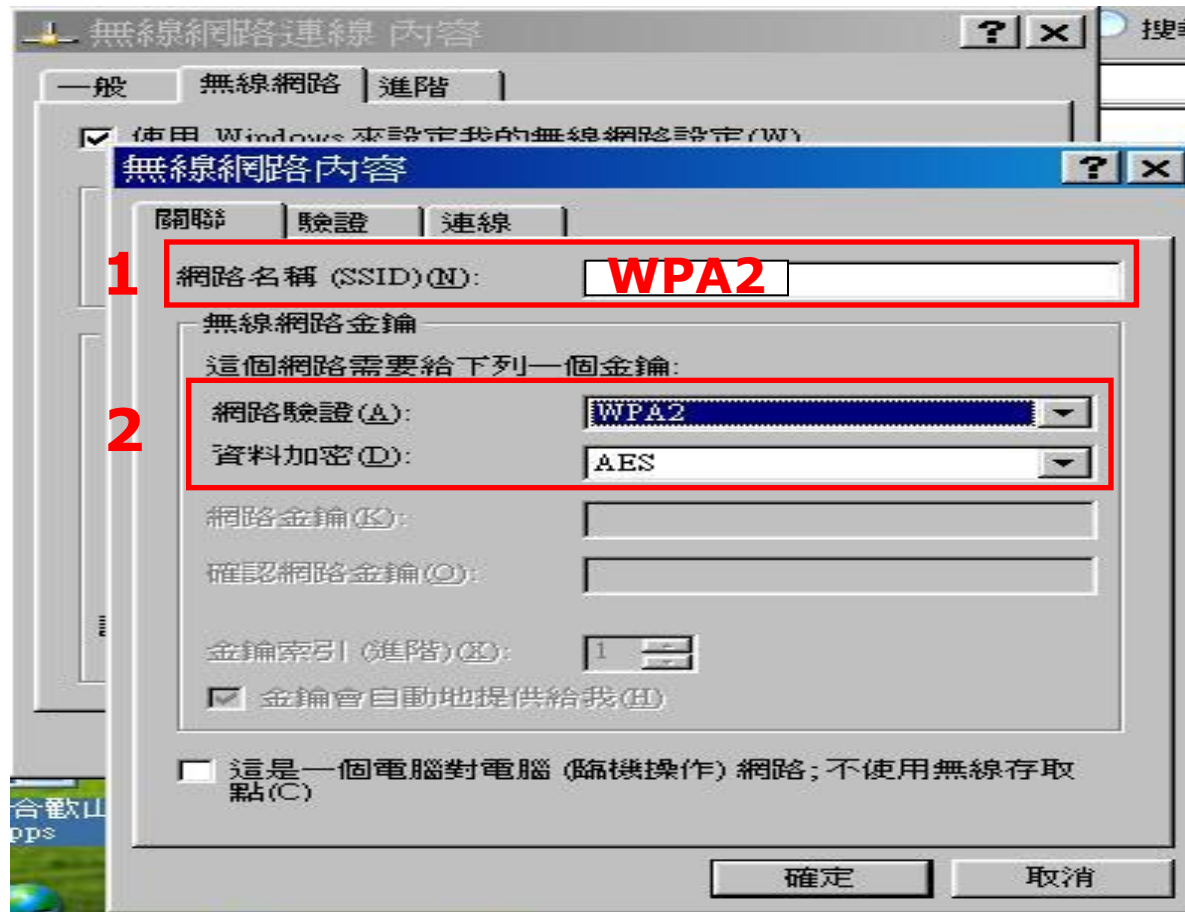 無線網路連線 內容
搜
一般 無線網路 進階
使用 Windows 來設定我的無線網路設定(W)
無線網路內容
關聯 驗證 連線
1 網路名稱 (SSID)(N): WPA2
無線網路金鑰
這個網路需要給下列一個金鑰:
2
網路驗證(A): WPA2
資料加密(D): AES
網路金鑰(K):
確認網路金鑰(O):
金鑰索引 (進階)(X): 1
金鑰會自動地提供給我(H)
這是一個電腦對電腦 (臨機操作) 網路;不使用無線存取
點(C)
合歡山
pps
確定 取消